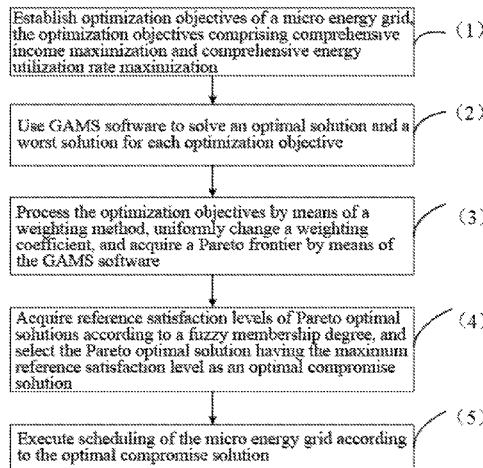 Establish optimization objectives of a micro energy grid,
the optimization objectives comprising comprehensive
income maximization and comprehensive energy
utilization rate maximization
(1)
Use GAMS software to solve an optimal solution and a
worst solution for each optimization objective
(2)
Process the optimization objectives by means of a
weighting method, uniformly change a weighting
coefficient, and acquire a Pareto frontier by means of
the GAMS software
(3)
Acquire reference satisfaction levels of Pareto optimal
solutions according to a fuzzy membership degree, and
select the Pareto optimal solution having the maximum
reference satisfaction level as an optimal compromise
solution
(4)
Execute scheduling of the micro energy grid according
to the optimal compromise solution
(5)